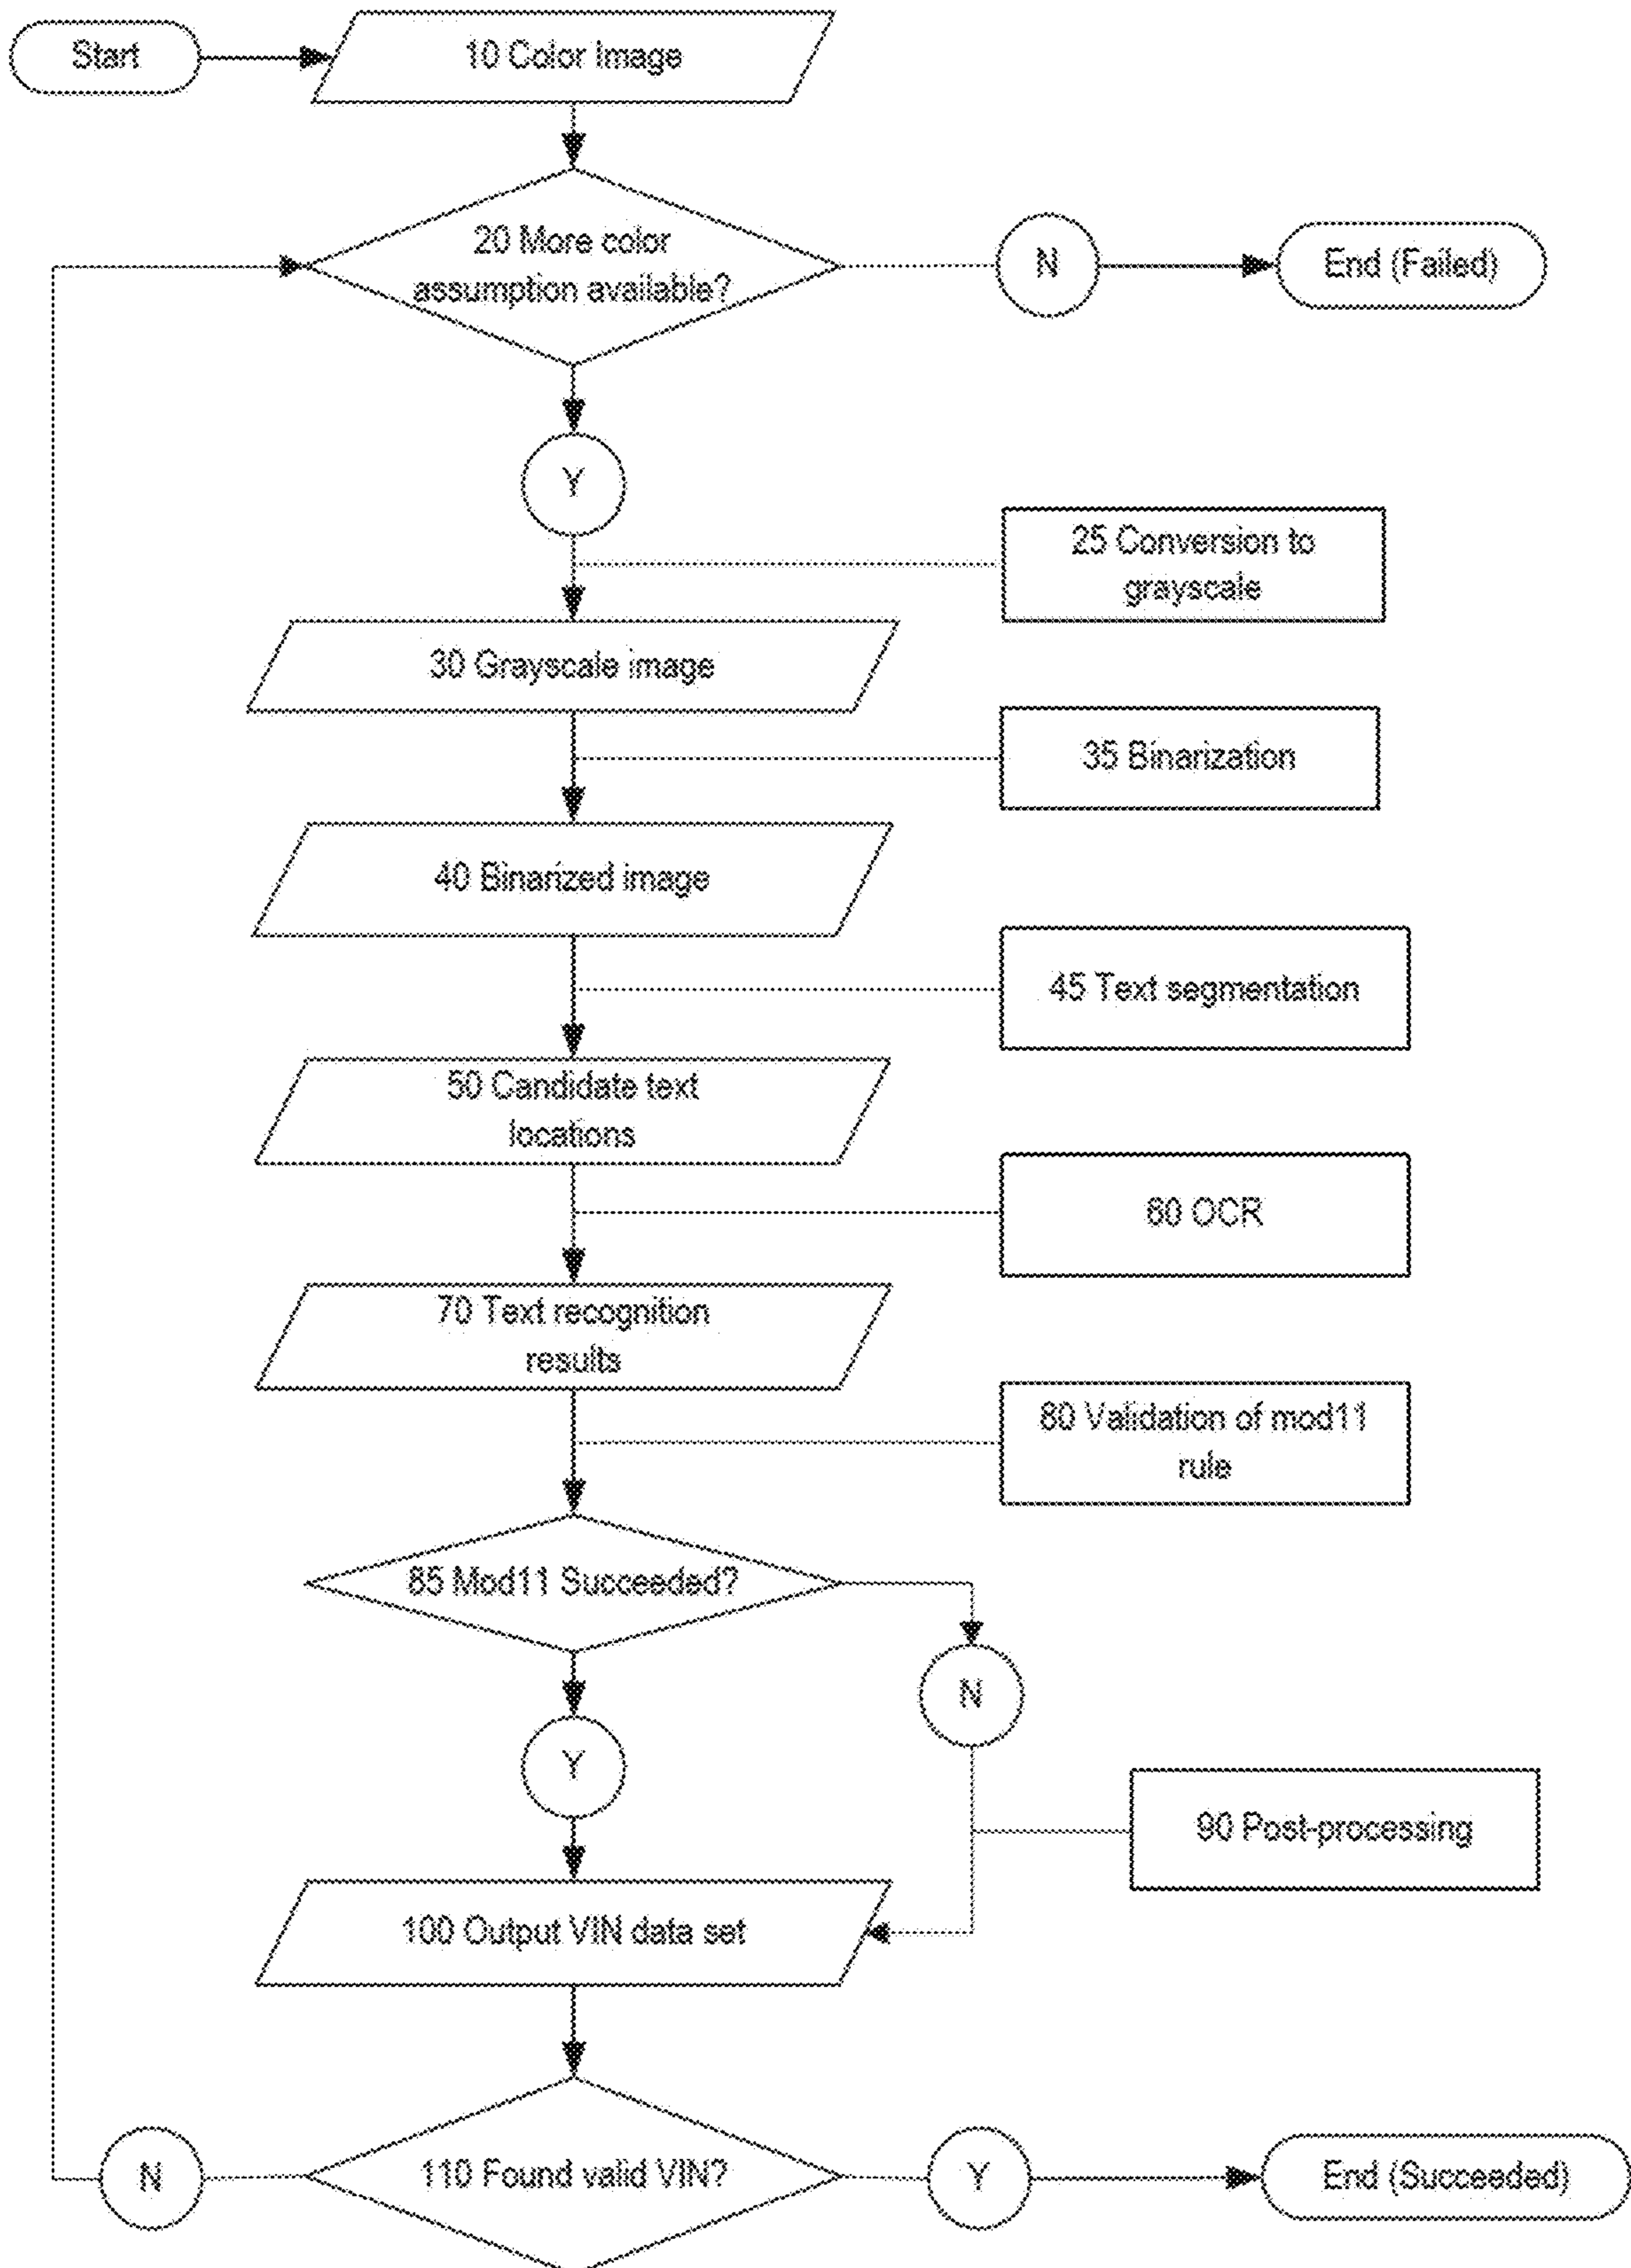 Start
10 Color Image
20 More color
assumption available?
N
End (Failed)
Y
25 Conversion to
grayscale
30 Grayscale image
35 Binarization
40 Binarized image
45 Text segmentation
50 Candidate text
locations
60 OCR
70 Text recognition
results
80 Validation of mod11
rule
85 Mod11 Succeeded?
N
Y
90 Post-processing
100 Output VIN data set
N
110 Found valid VIN?
Y
End (Succeeded)